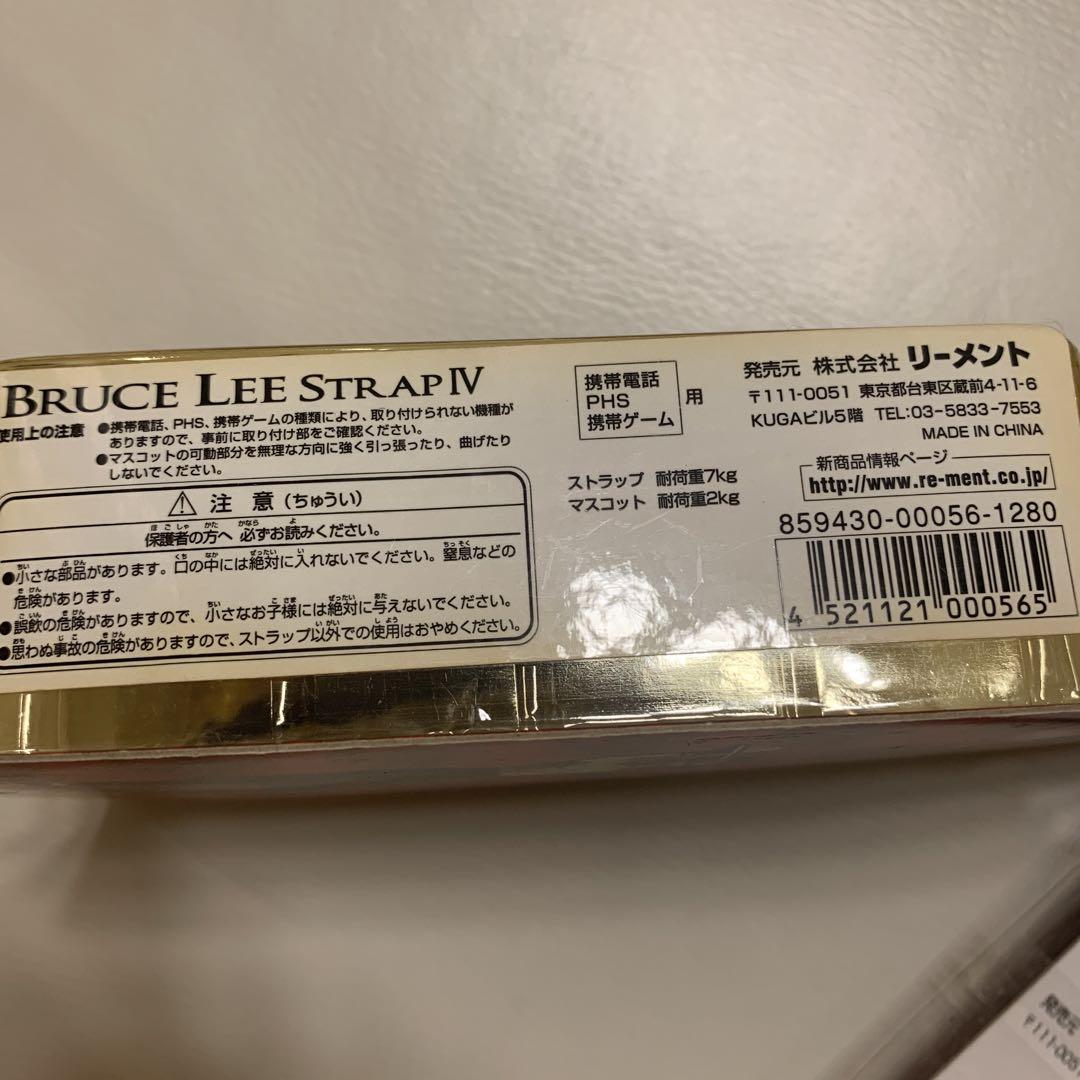 BRUCE LEE STRAP IV
使用上の注意
●携帯電話、PHS、携帯ゲームの種類により、取り付けられない機種が
ありますので、事前に取り付け部をご確認ください。
●マスコットの可動部分を無理な方向に強く引っ張ったり、曲げたり
しないでください。
⚠ 注意（ちゅうい）
保護者の方へ 必ずお読みください。
●小さな部品があります。口の中には絶対に入れないでください。窒息などの
危険があります。
●誤飲の危険がありますので、小さなお子様には絶対に与えないでください。
●思わぬ事故の危険がありますので、ストラップ以外での使用はおやめください。
携帯電話
PHS
携帯ゲーム
用
ストラップ 耐荷重7kg
マスコット 耐荷重2kg
発売元 株式会社 リーメント
〒111-0051 東京都台東区蔵前4-11-6
KUGAビル5階 TEL:03-5833-7553
MADE IN CHINA
新商品情報ページ
http://www.re-ment.co.jp/
859430-00056-1280
4 521121 000565
発売元